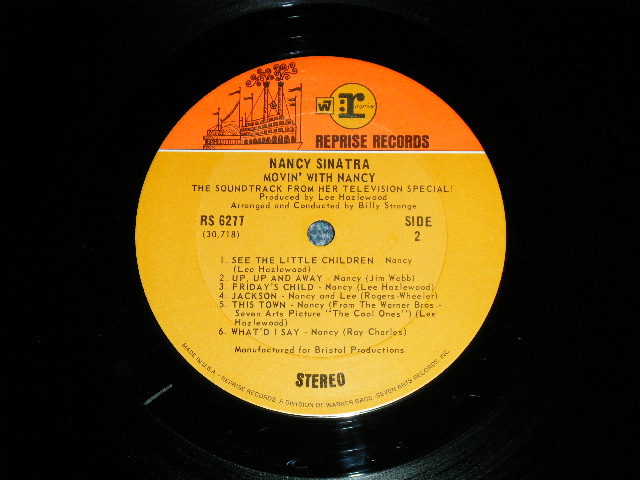 W7 r reprise
REPRISE RECORDS
NANCY SINATRA
MOVIN' WITH NANCY
THE SOUNDTRACK FROM HER TELEVISION SPECIAL!
Produced by Lee Hazlewood
Arranged and Conducted by Billy Strange
RS 6277
SIDE
(30,718)
2
1. SEE THE LITTLE CHILDREN - Nancy
(Lee Hazlewood)
2. UP, UP AND AWAY - Nancy (Jim Webb)
3. FRIDAY'S CHILD - Nancy (Lee Hazlewood)
4. JACKSON - Nancy and Lee (Rogers-Wheeler)
5. THIS TOWN - Nancy (From The Warner Bros.-
Seven Arts Picture "The Cool Ones") (Lee
Hazlewood)
6. WHAT'D I SAY - Nancy (Ray Charles)
Manufactured for Bristol Productions
STEREO
MADE IN U.S.A. • REPRISE RECORDS, A DIVISION OF WARNER BROS.-SEVEN ARTS RECORDS, INC.